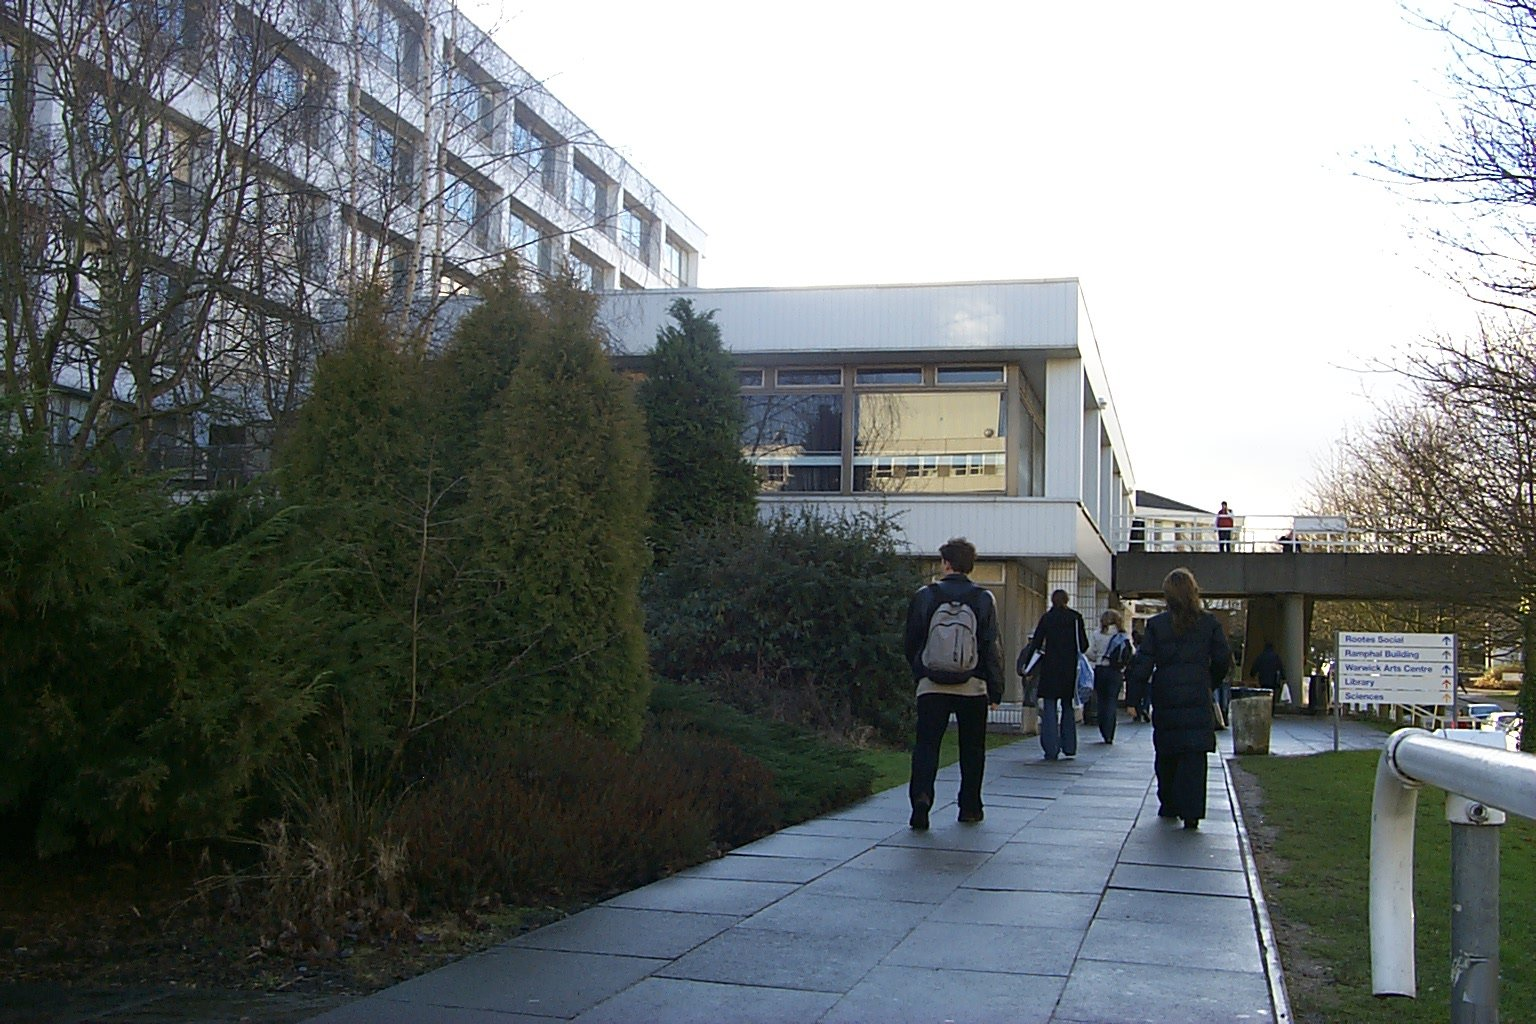 Rootes Social
Ramphal Building
Warwick Arts Centre
Library
Sciences